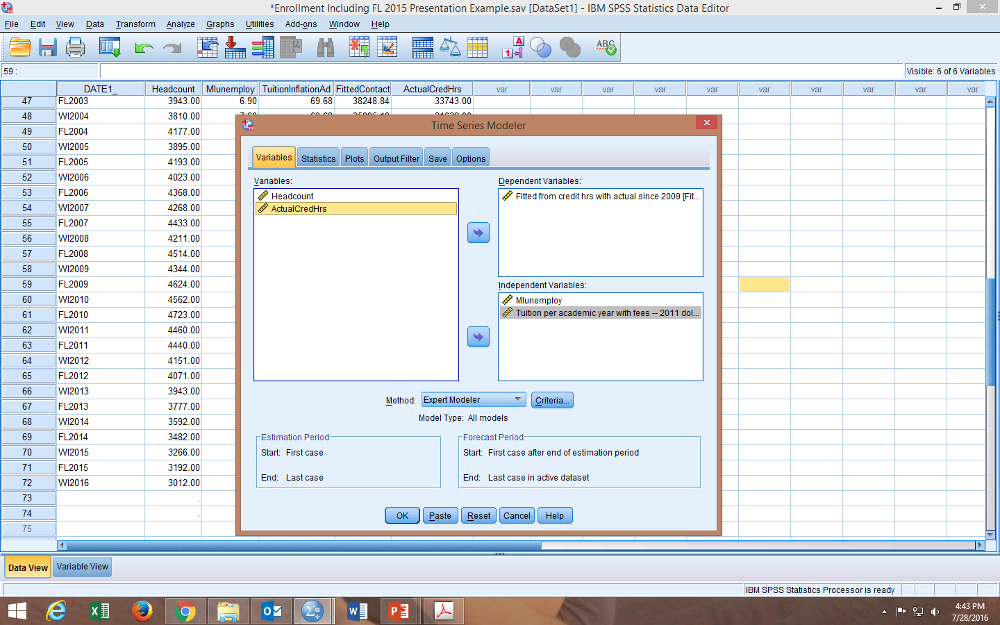 *Enrollment Including FL 2015 Presentation Example.sav [DataSet1] - IBM SPSS Statistics Data Editor
File Edit View Data Transform Analyze Graphs Utilities Add-ons Window Help
59 :
Visible: 6 of 6 Variables
DATE1_ Headcount MIunemploy TuitionInflationAd FittedContact ActualCredHrs var var var var var var var var var var
47 FL2003 3943.00 6.90 69.68 38248.84 33743.00
48 WI2004 3810.00
49 FL2004 4177.00
50 WI2005 3895.00
51 FL2005 4193.00
52 WI2006 4023.00
53 FL2006 4368.00
54 WI2007 4268.00
55 FL2007 4433.00
56 WI2008 4211.00
57 FL2008 4514.00
58 WI2009 4344.00
59 FL2009 4624.00
60 WI2010 4562.00
61 FL2010 4723.00
62 WI2011 4460.00
63 FL2011 4440.00
64 WI2012 4151.00
65 FL2012 4071.00
66 WI2013 3943.00
67 FL2013 3777.00
68 WI2014 3592.00
69 FL2014 3482.00
70 WI2015 3266.00
71 FL2015 3192.00
72 WI2016 3012.00
73 .
74 .
75
Time Series Modeler
Variables Statistics Plots Output Filter Save Options
Variables:
Headcount
ActualCredHrs
Dependent Variables:
Fitted from credit hrs with actual since 2009 [Fit...
Independent Variables:
MIunemploy
Tuition per academic year with fees -- 2011 dol...
Method: Expert Modeler Criteria...
Model Type: All models
Estimation Period
Start: First case
End: Last case
Forecast Period
Start: First case after end of estimation period
End: Last case in active dataset
OK Paste Reset Cancel Help
Data View Variable View
IBM SPSS Statistics Processor is ready
4:43 PM
7/28/2016